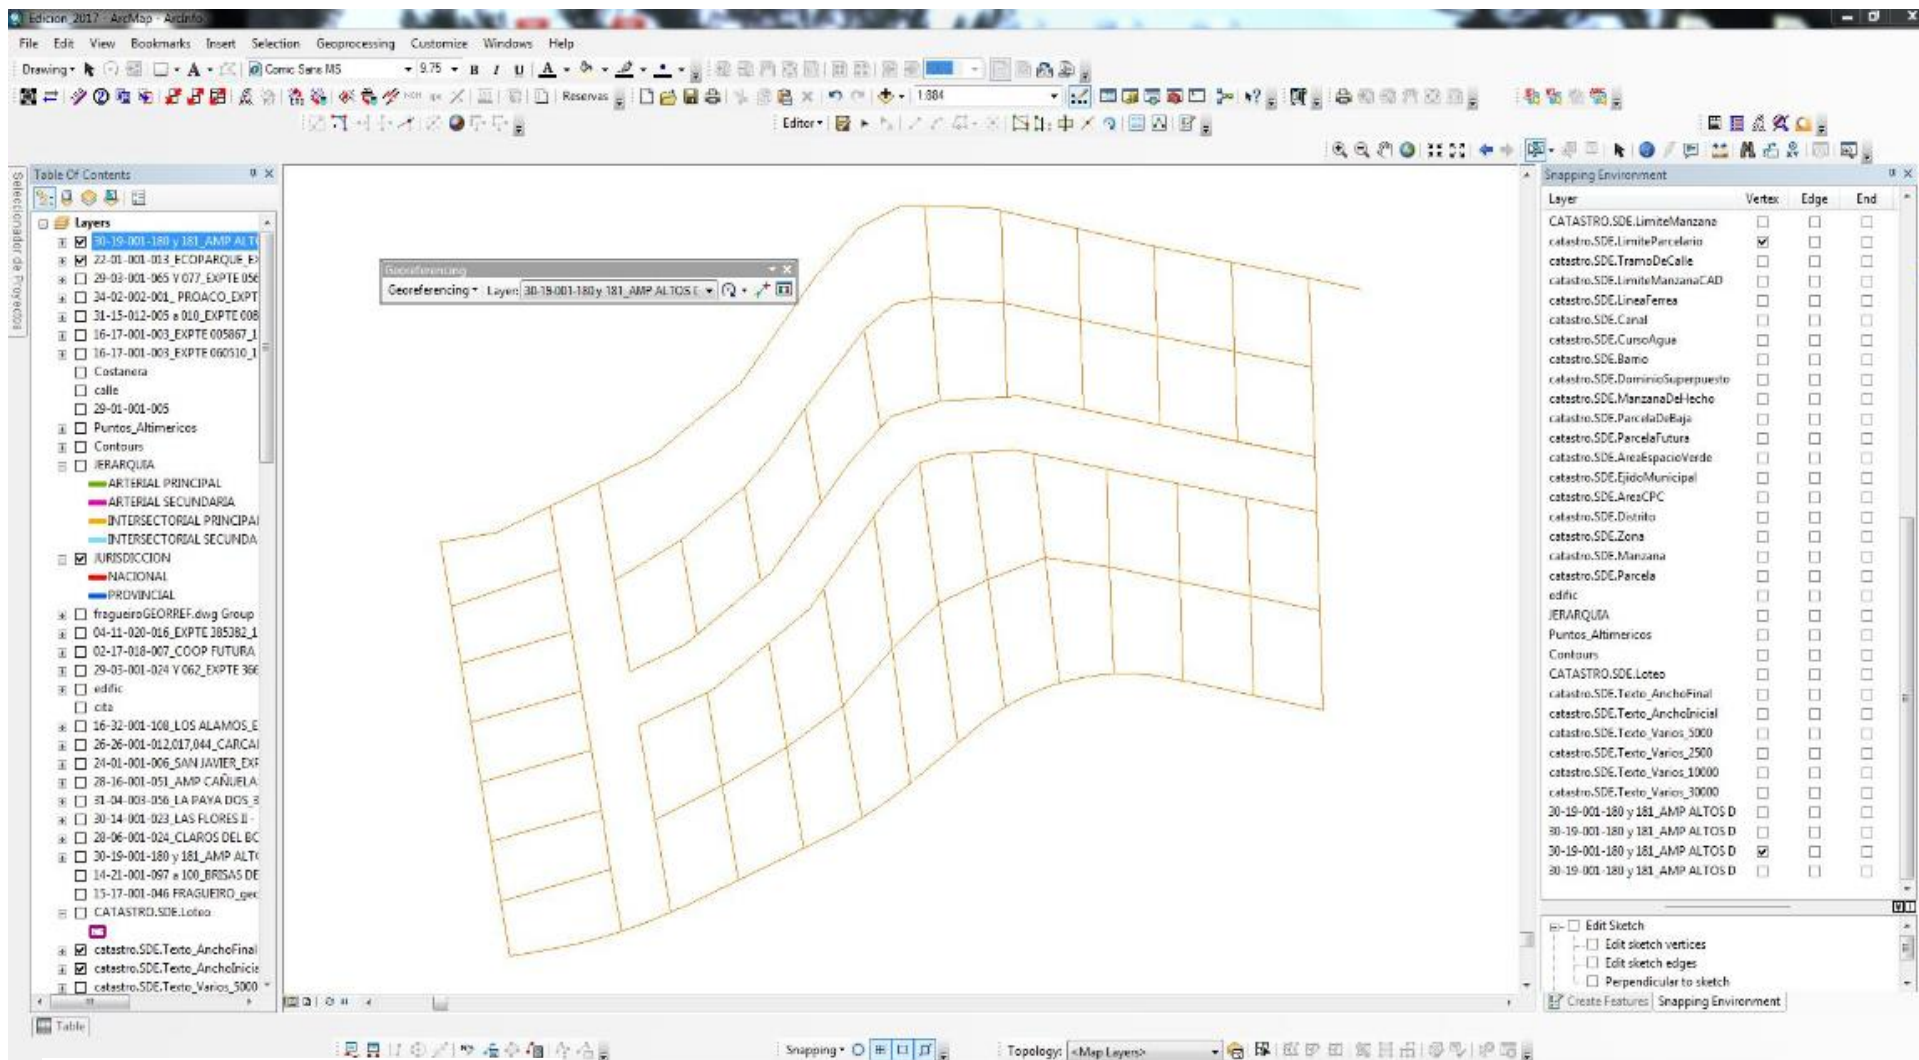 Edicion_2017 - ArcMap - ArcInfo
File Edit View Bookmarks Insert Selection Geoprocessing Customize Windows Help
Drawing Comic Sans MS 9.75 B I U A
Reservas 1:884
Editor
Seleccionador de Proyectos
Table Of Contents
Layers
30-19-001-180 y 181_AMP ALT
22-01-001-013_ECOPARQUE_E
29-03-001-065 Y 077_EXPTE 056
34-02-002-001_ PROACO_EXPT
31-15-012-005 a 010_EXPTE 008
16-17-001-003_EXPTE 005867_1
16-17-001-003_EXPTE 060510_1
Costanera
calle
29-01-001-005
Puntos_Altimericos
Contours
JERARQUIA
ARTERIAL PRINCIPAL
ARTERIAL SECUNDARIA
INTERSECTORIAL PRINCIPAL
INTERSECTORIAL SECUNDA
JURISDICCION
NACIONAL
PROVINCIAL
fragueiroGEORREF.dwg Group
04-11-020-016_EXPTE 385382_1
02-17-018-007_COOP FUTURA
29-03-001-024 Y 062_EXPTE 366
edific
cita
16-32-001-108_LOS ALAMOS_E
26-26-001-012,017,044_CARCA
24-01-001-006_SAN JAVIER_EXP
28-16-001-051_AMP CAÑUELA
31-04-003-056_LA PAYA DOS_3
30-14-001-023_LAS FLORES II -
28-06-001-024_CLAROS DEL BO
30-19-001-180 y 181_AMP ALT
14-21-001-097 a 100_BRISAS DE
15-17-001-046 FRAGUEIRO_geo
CATASTRO.SDE.Loteo
catastro.SDE.Texto_AnchoFinal
catastro.SDE.Texto_AnchoInicia
catastro.SDE.Texto_Varios_5000
Table
Georeferencing
Georeferencing Layer: 30-19-001-180 y 181_AMP ALTOS D
Snapping Environment
Layer Vertex Edge End
CATASTRO.SDE.LimiteManzana
catastro.SDE.LimiteParcelario
catastro.SDE.TramoDeCalle
catastro.SDE.LimiteManzanaCAD
catastro.SDE.LineaFerrea
catastro.SDE.Canal
catastro.SDE.CursoAgua
catastro.SDE.Barrio
catastro.SDE.DominioSuperpuesto
catastro.SDE.ManzanaDeHecho
catastro.SDE.ParcelaDeBaja
catastro.SDE.ParcelaFutura
catastro.SDE.AreaEspacioVerde
catastro.SDE.EjidoMunicipal
catastro.SDE.AreaCPC
catastro.SDE.Distrito
catastro.SDE.Zona
catastro.SDE.Manzana
catastro.SDE.Parcela
edific
JERARQUIA
Puntos_Altimericos
Contours
CATASTRO.SDE.Loteo
catastro.SDE.Texto_AnchoFinal
catastro.SDE.Texto_AnchoInicial
catastro.SDE.Texto_Varios_5000
catastro.SDE.Texto_Varios_2500
catastro.SDE.Texto_Varios_10000
catastro.SDE.Texto_Varios_30000
30-19-001-180 y 181_AMP ALTOS D
30-19-001-180 y 181_AMP ALTOS D
30-19-001-180 y 181_AMP ALTOS D
30-19-001-180 y 181_AMP ALTOS D
Edit Sketch
Edit sketch vertices
Edit sketch edges
Perpendicular to sketch
Create Features Snapping Environment
Snapping Topology: <Map Layers>